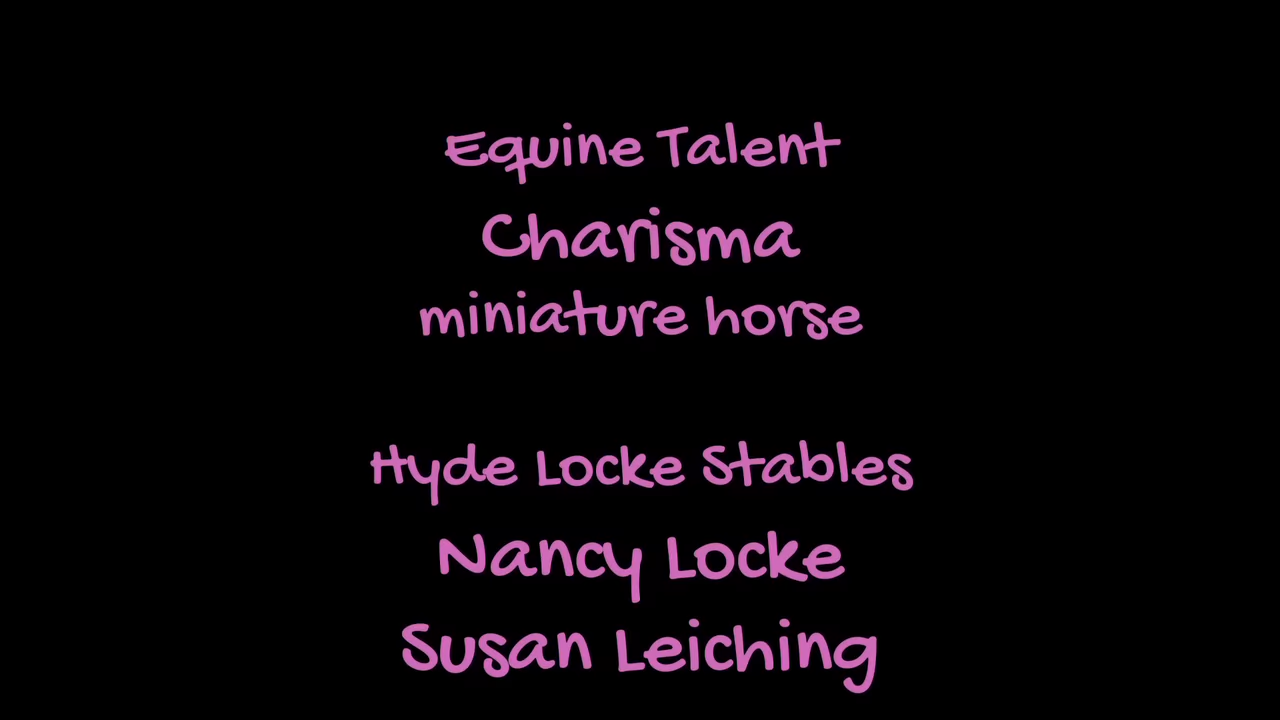 Equine Talent
Charisma
miniature horse
Hyde Locke Stables
Nancy Locke
Susan Leiching